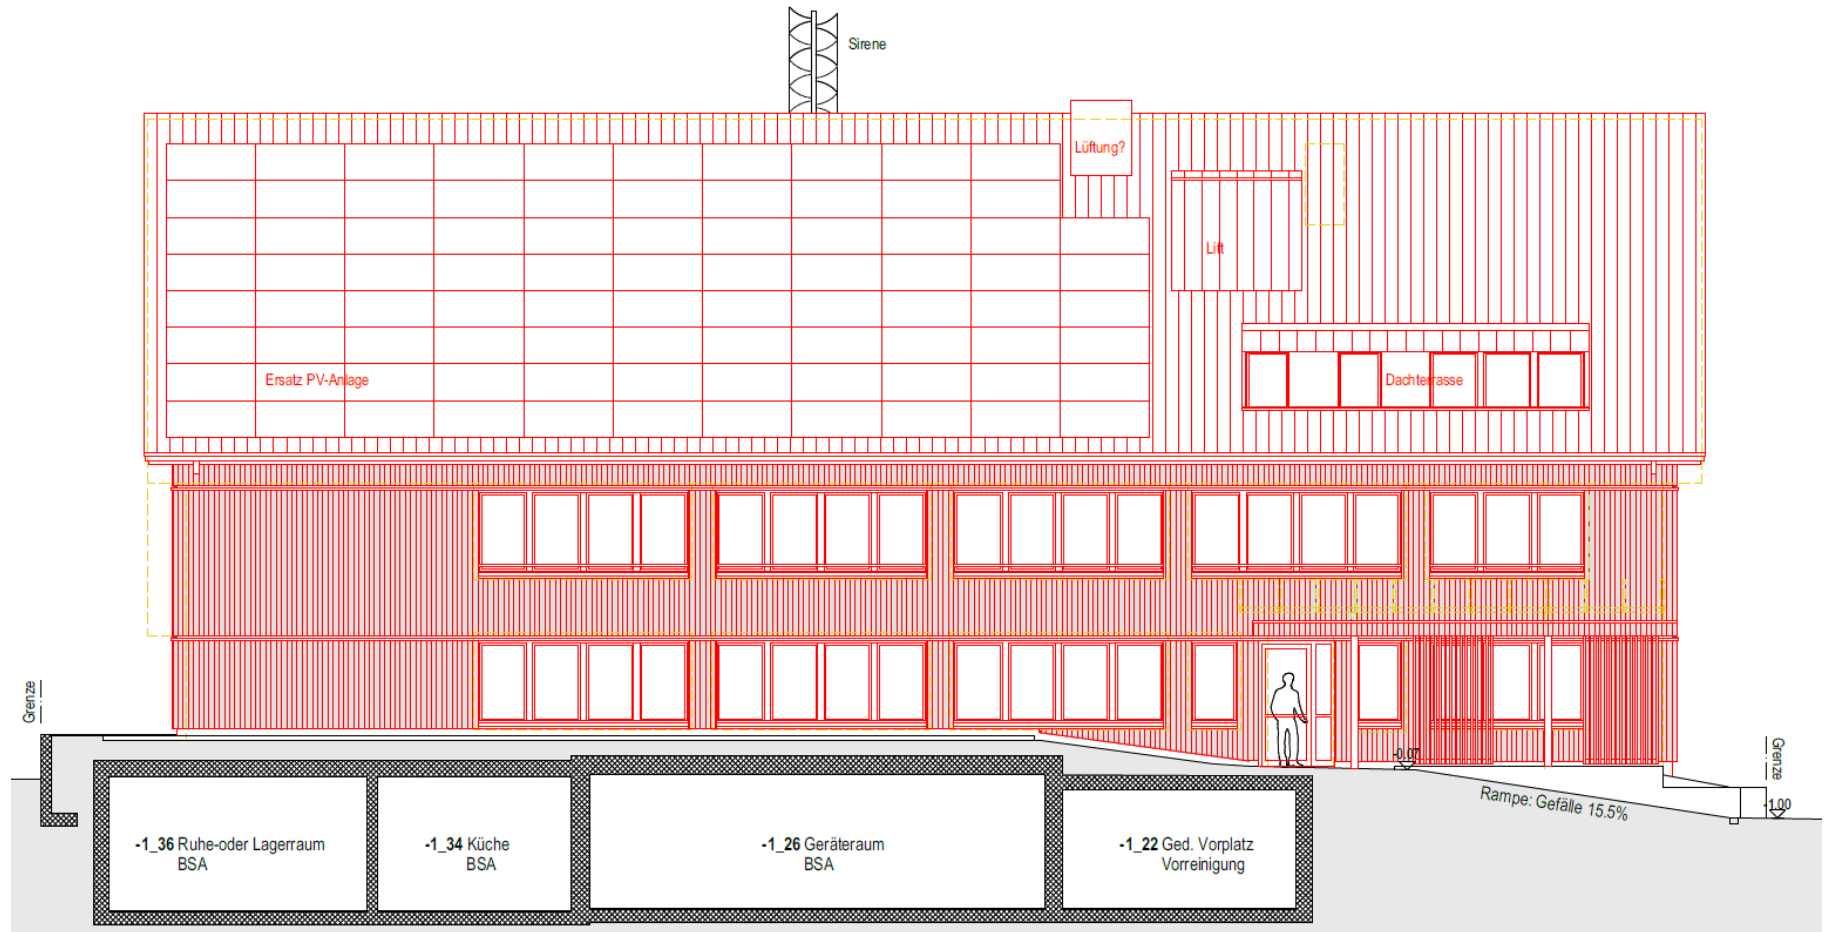 Sirene
Lüftung?
Lift
Ersatz PV-Anlage
Dachterrasse
Grenze
-0.07
Grenze
Rampe: Gefälle 15.5%
-1.00
-1_36 Ruhe-oder Lagerraum
BSA
-1_34 Küche
BSA
-1_26 Geräteraum
BSA
-1_22 Ged. Vorplatz
Vorreinigung